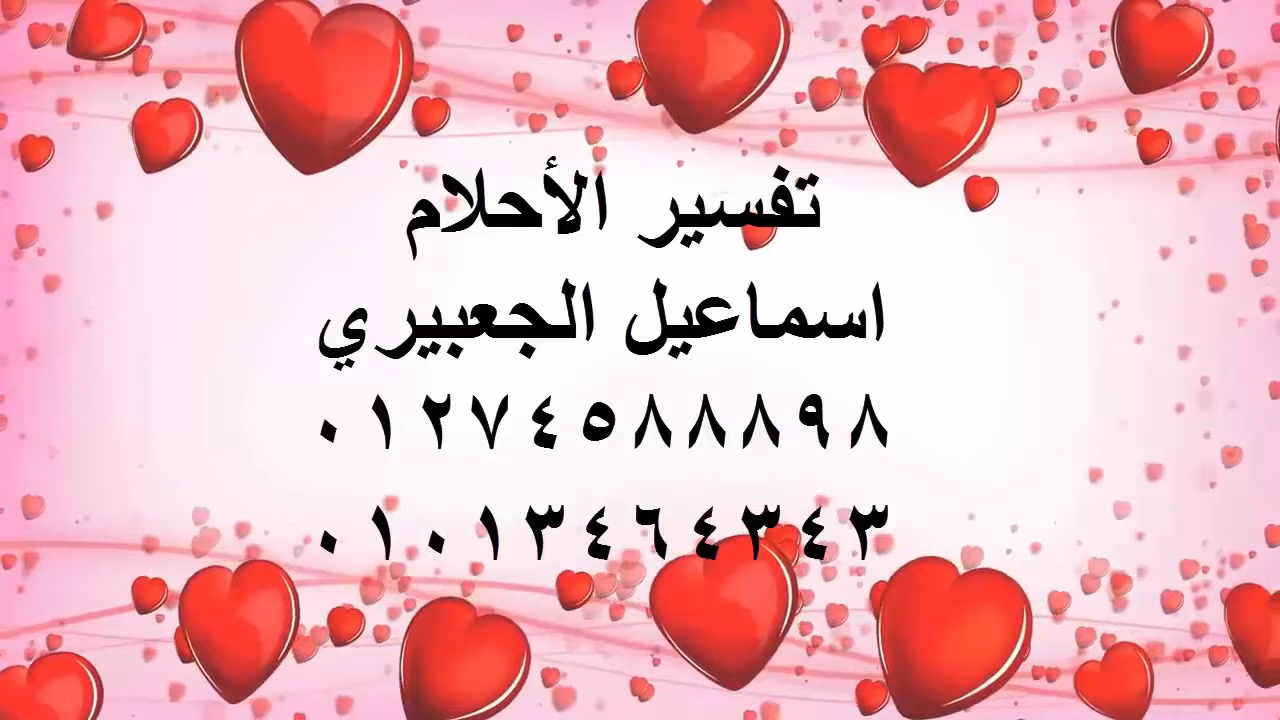 تفسير الأحلام
اسماعيل الجعبيري
٠١٢٧٤٥٨٨٨٩٨
٠١٠١٣٤٦٤٣٤٣